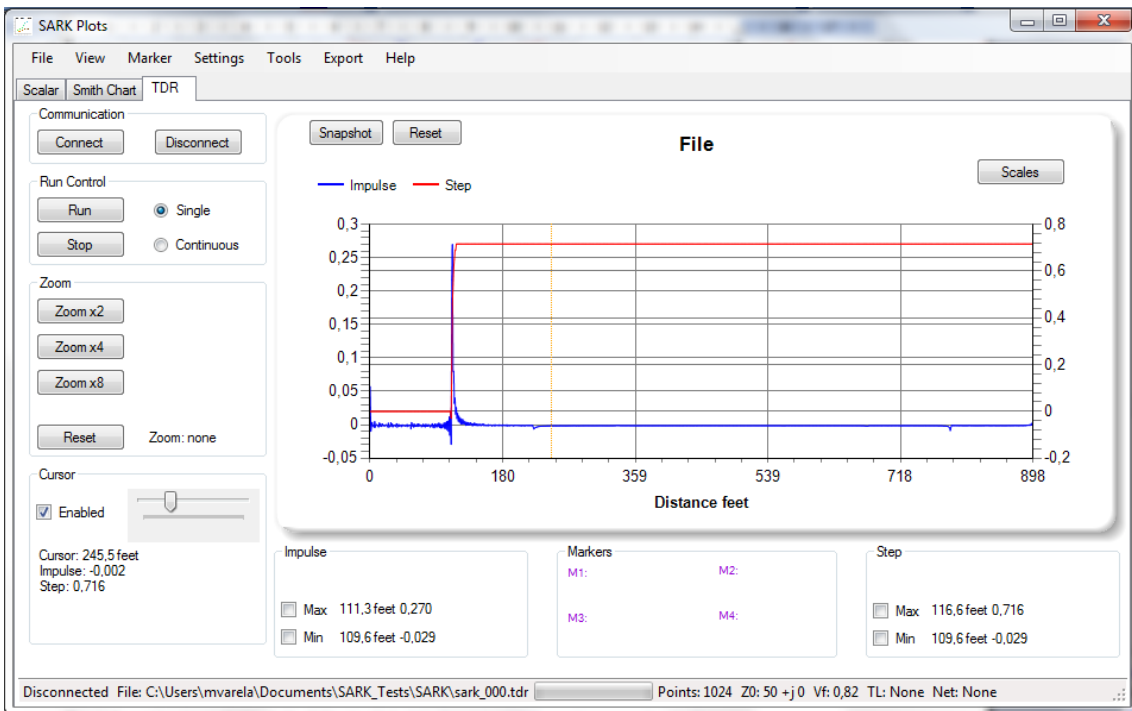 SARK Plots
File View Marker Settings Tools Export Help
Scalar Smith Chart TDR
Communication
Connect Disconnect
Run Control
Run Single
Stop Continuous
Zoom
Zoom x2
Zoom x4
Zoom x8
Reset Zoom: none
Cursor
Enabled
Cursor: 245,5 feet
Impulse: -0,002
Step: 0,716
Snapshot Reset
File
Scales
Impulse Step
0,3 0,8
0,25
0,6
0,2
0,15 0,4
0,1
0,2
0,05
0 0
-0,05 -0,2
0 180 359 539 718 898
Distance feet
Impulse
Max 111,3 feet 0,270
Min 109,6 feet -0,029
Markers
M1: M2:
M3: M4:
Step
Max 116,6 feet 0,716
Min 109,6 feet -0,029
Disconnected File: C:\Users\mvarela\Documents\SARK_Tests\SARK\sark_000.tdr Points: 1024 Z0: 50 +j 0 Vf: 0,82 TL: None Net: None